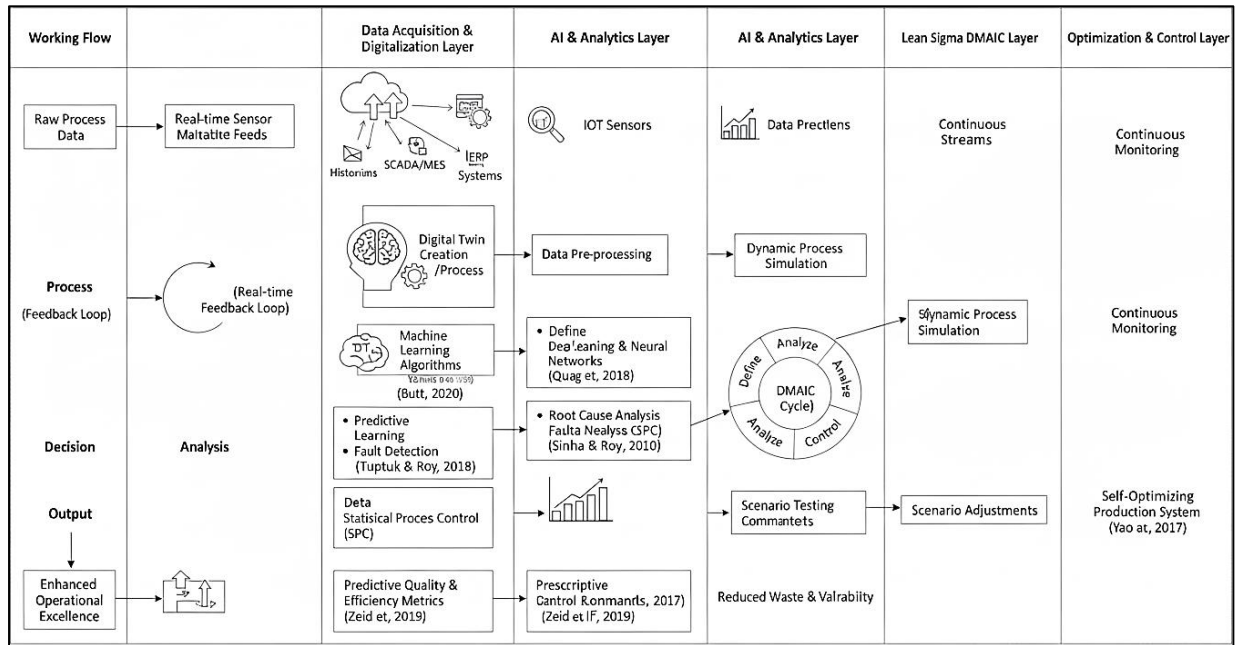 Working Flow
Data Acquisition &
Digitalization Layer
AI & Analytics Layer
AI & Analytics Layer
Lean Sigma DMAIC Layer
Optimization & Control Layer
Raw Process
Data
Real-time Sensor
Maltatite Feeds
Historims
SCADA/MES
IERP
Systems
IOT Sensors
Data Prectlens
Continuous
Streams
Continuous
Monitoring
Process
(Feedback Loop)
(Real-time
Feedback Loop)
Digital Twin
Creation
/Process
Data Pre-processing
Dynamic Process
Simulation
Simulation
Process
Continuous
Monitoring
DT
Machine
Learning
Algorithms
(Butt, 2020)
• Define
& Neural
Networks
(Quag et, 2018)
Define
Analyze
Analyze
Control
Analyze
DMAIC
Cycle)
Decision
Analysis
• Predictive
Learning
• Fault Detection
(Tuptuk & Roy, 2018)
• Root Cause Analysis
Faulta Nealyss CSPC)
(Sinha & Roy, 2010)
Output
Deta
Statisical Proces Control
(SPC)
Scenario Testing
Commantets
Scenario Adjustments
Self-Optimizing
Production System
(Yao at, 2017)
Enhanced
Operational
Excellence
Predictive Quality &
Efficiency Metrics
(Zeid et, 2019)
Presccriptive
Cantrol Ronmands, 2017)
(Zeid et IF, 2019)
Reduced Waste & Valrabiity